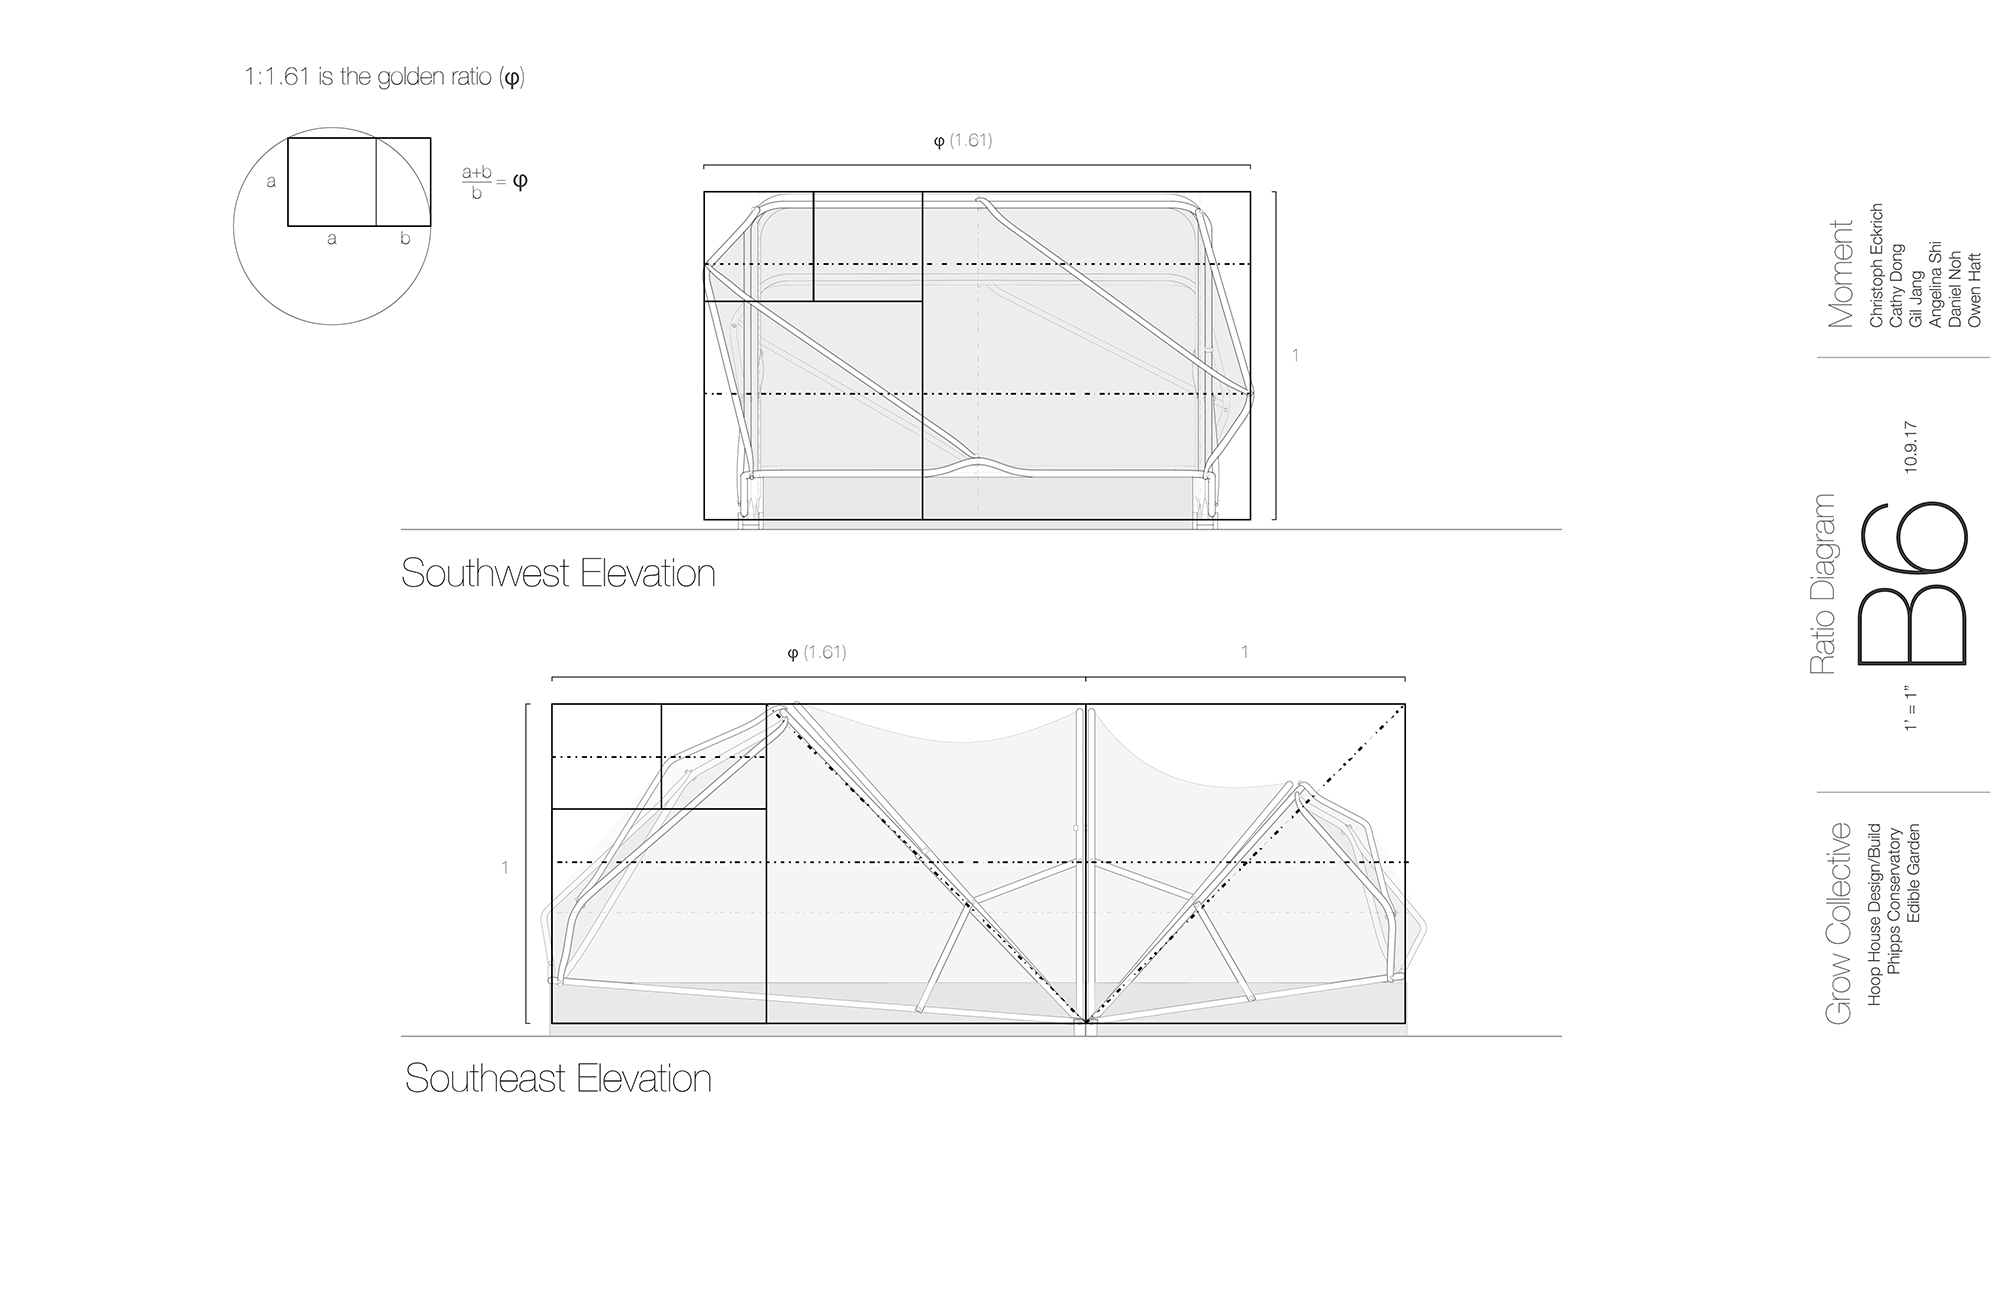 1:1.61 is the golden ratio (φ)
a
a
b
a+b
b
= φ
φ (1.61)
1
Southwest Elevation
φ (1.61)
1
1
Southeast Elevation
Moment
Christoph Eckrich
Cathy Dong
Gil Jang
Angelina Shi
Daniel Noh
Owen Haft
Ratio Diagram
B6
10.9.17
1' = 1"
Grow Collective
Hoop House Design/Build
Phipps Conservatory
Edible Garden